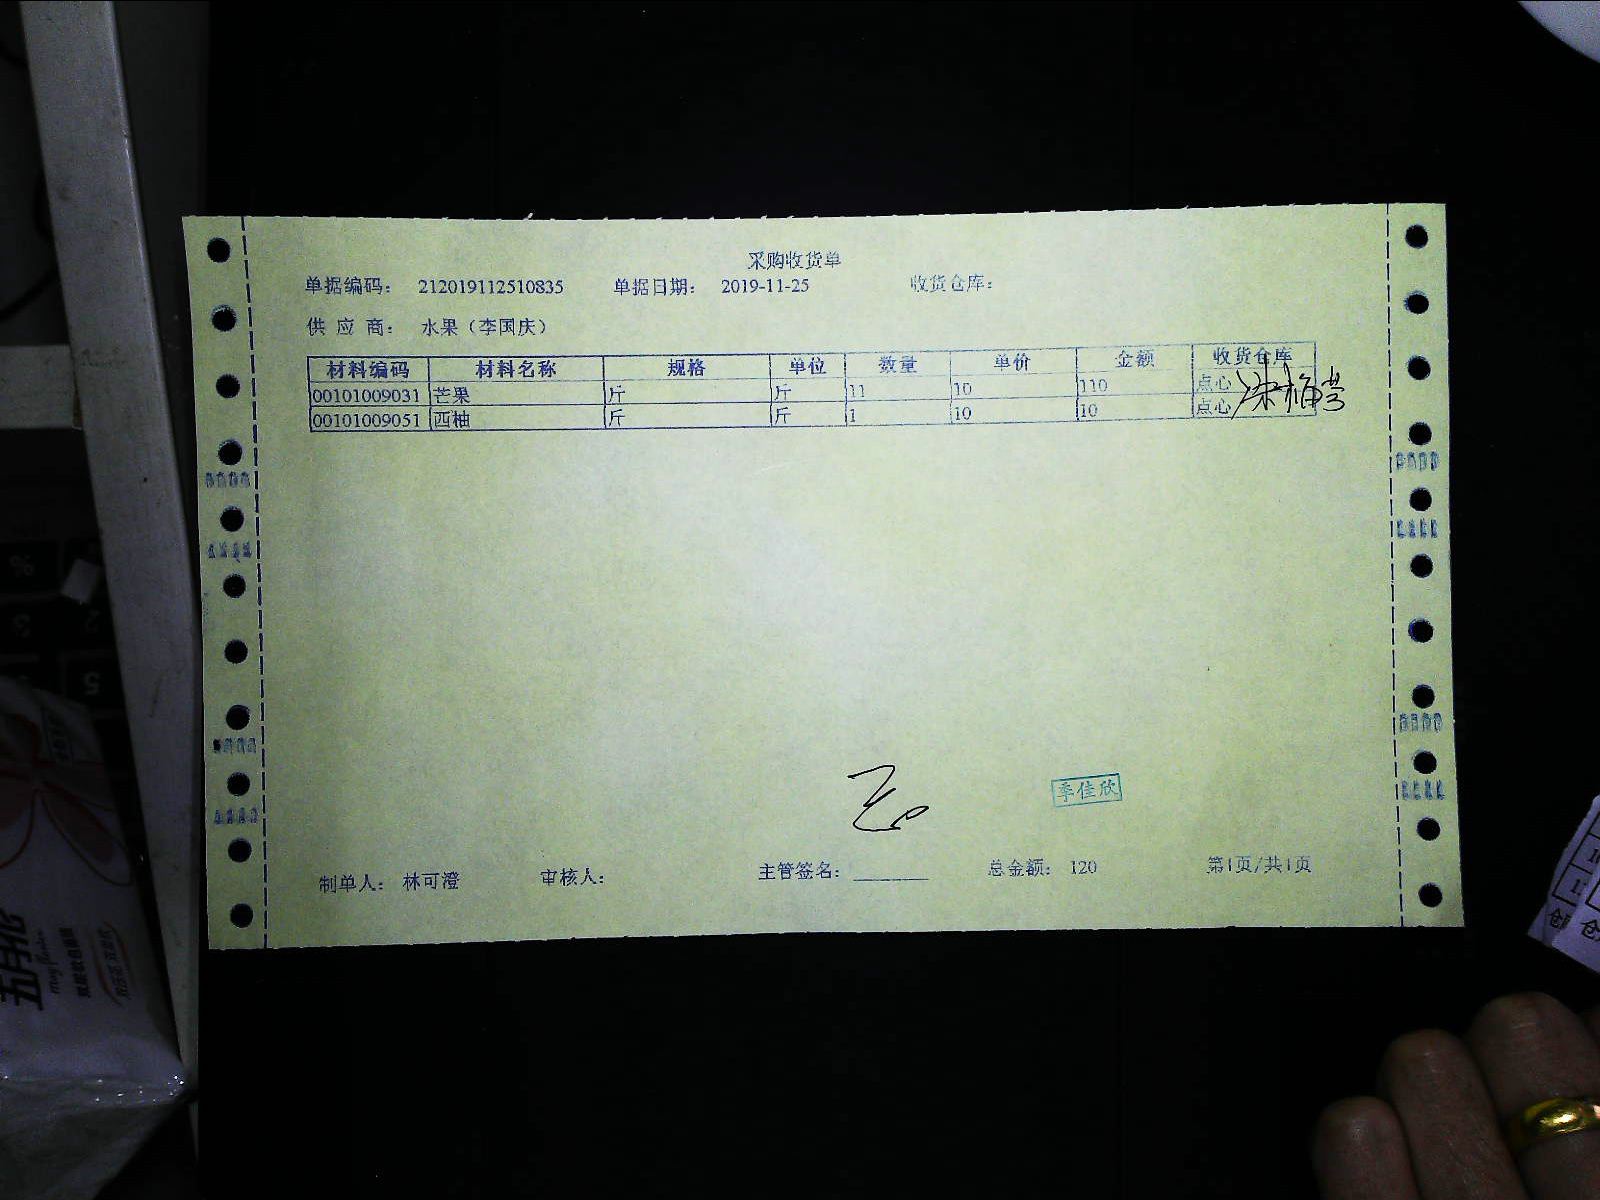 采购收货单
单据编码： 212019112510835 单据日期： 2019-11-25 收货仓库：
供 应 商： 水果（李国庆）
材料编码 材料名称 规格 单位 数量 单价 金额 收货仓库
00101009031 芒果 斤 斤 11 10 110 点心
00101009051 西柚 斤 斤 1 10 10 点心
季佳欣
制单人： 林可澄 审核人： 主管签名： 总金额： 120 第1页/共1页
五月花